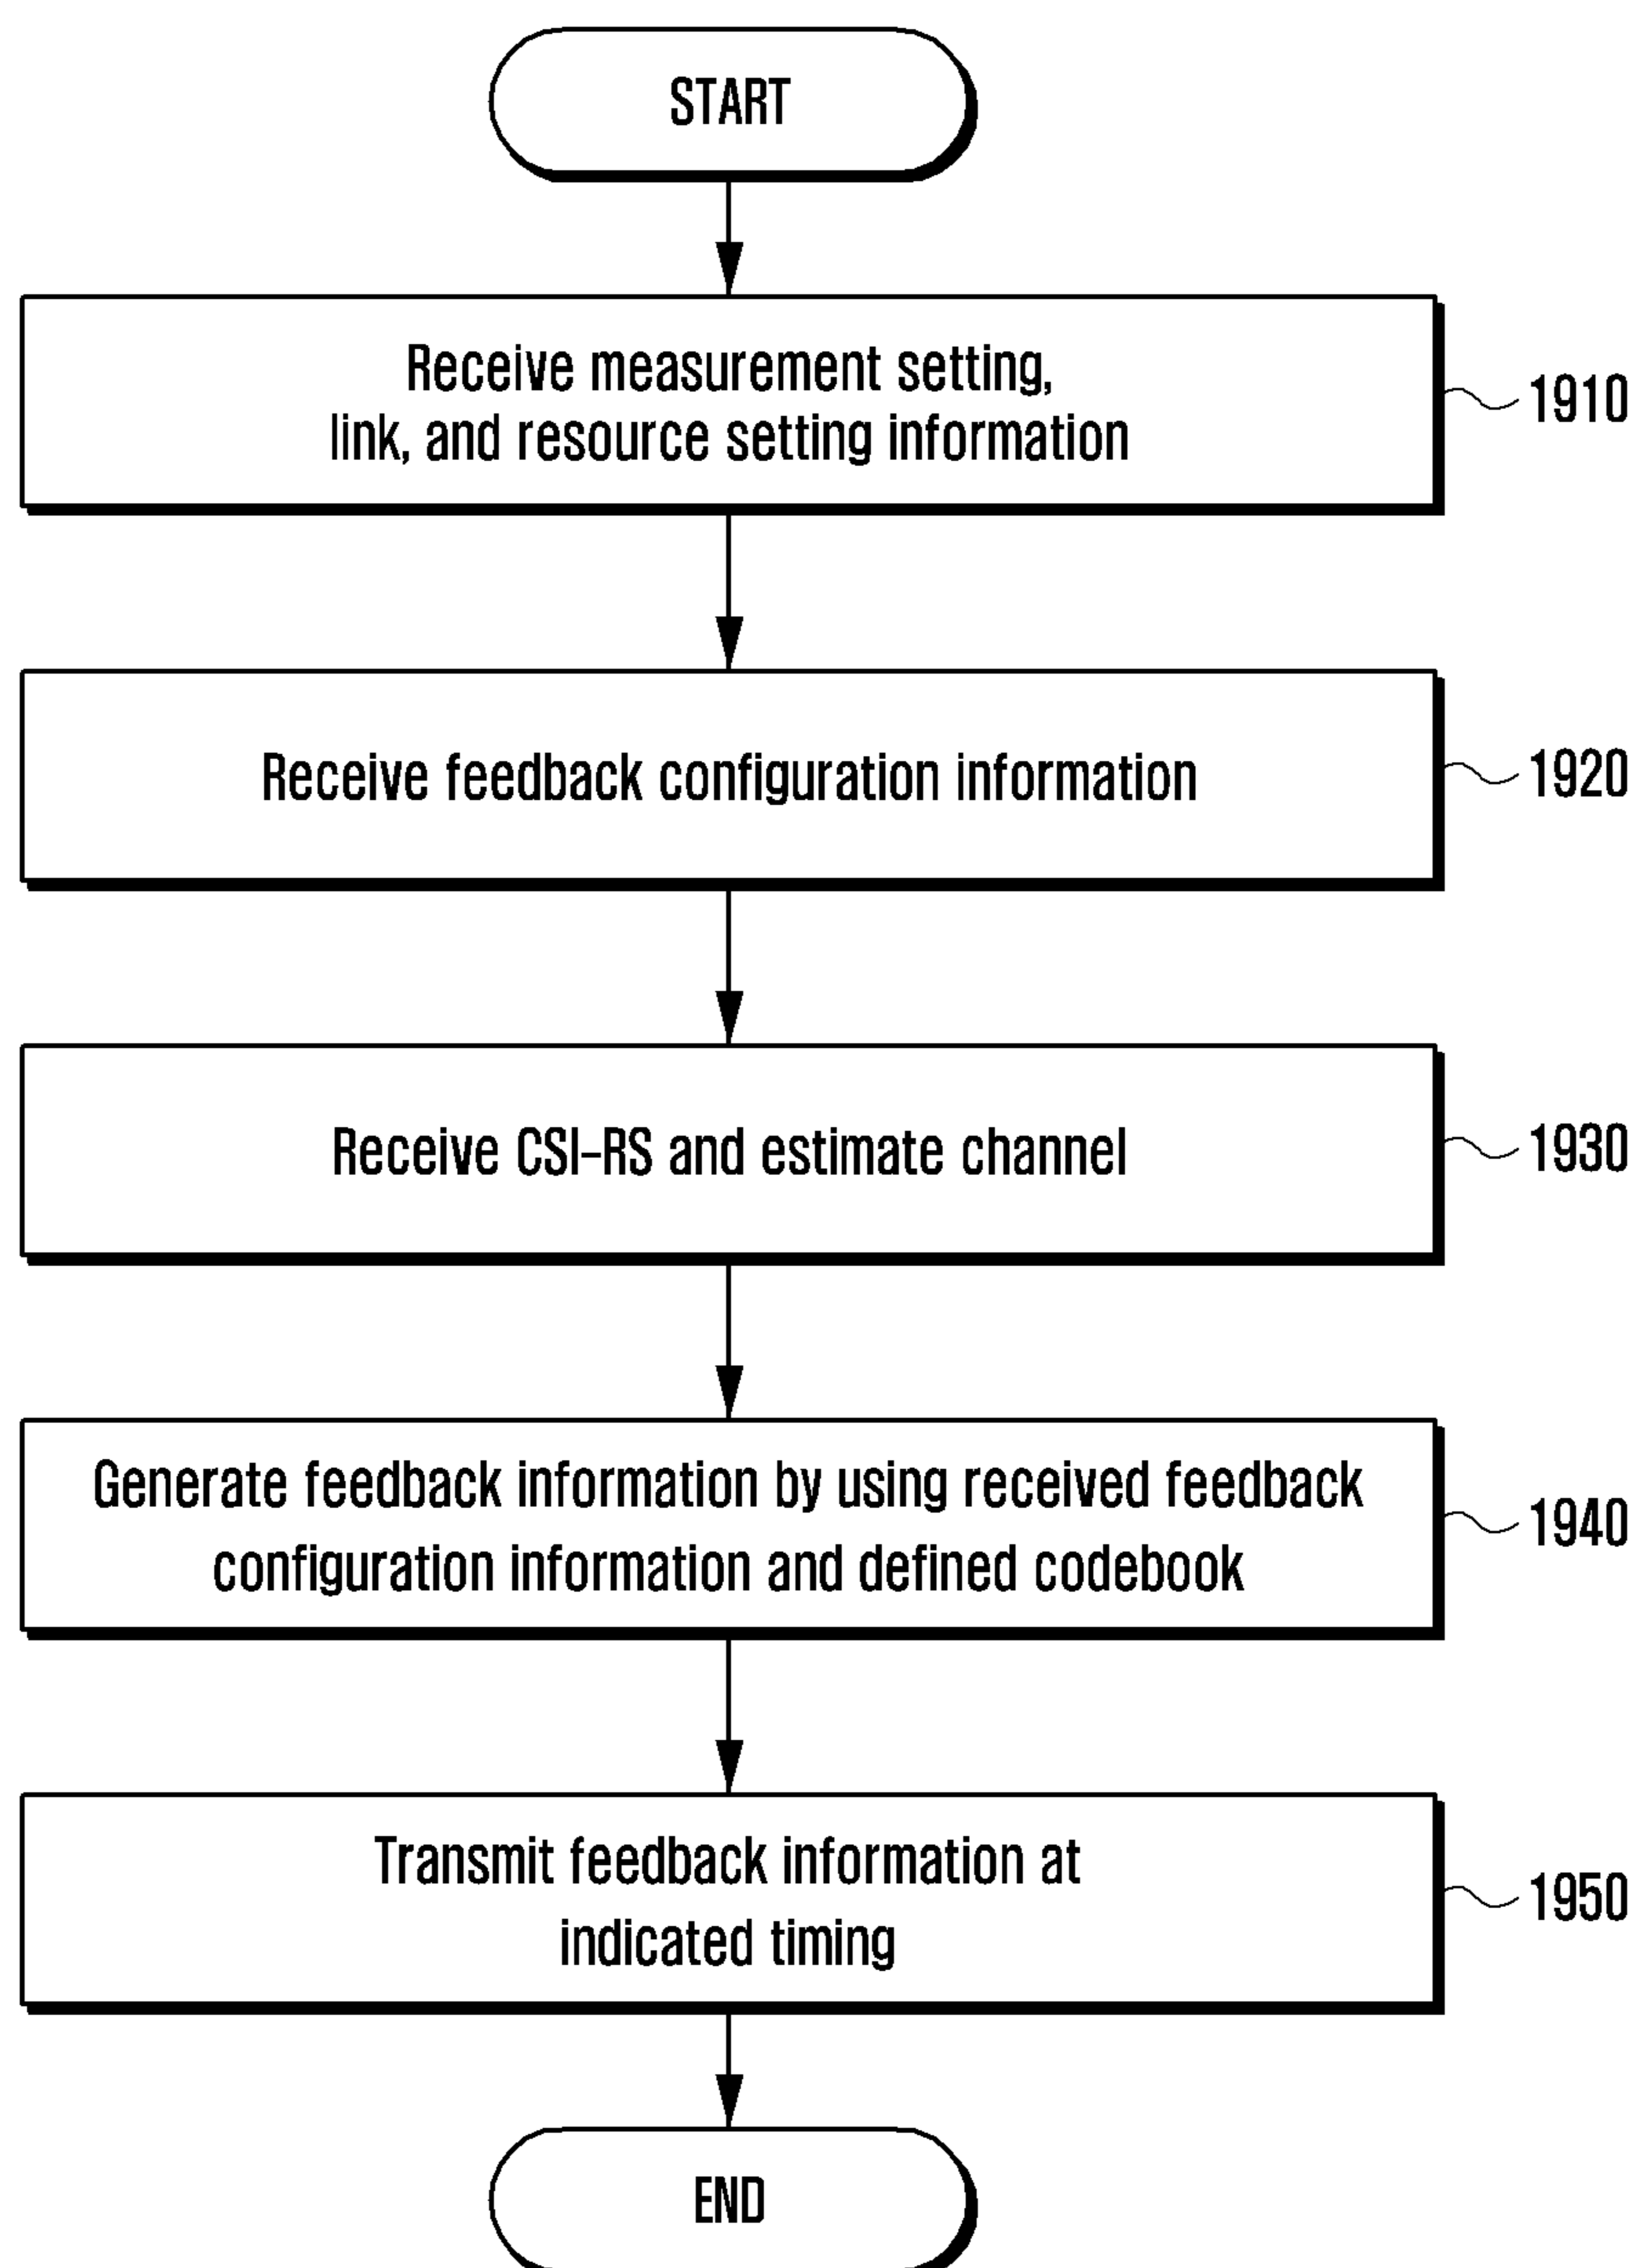 START
Receive measurement setting,
link, and resource setting information
1910
Receive feedback configuration information
1920
Receive CSI-RS and estimate channel
1930
Generate feedback information by using received feedback
configuration information and defined codebook
1940
Transmit feedback information at
indicated timing
1950
END